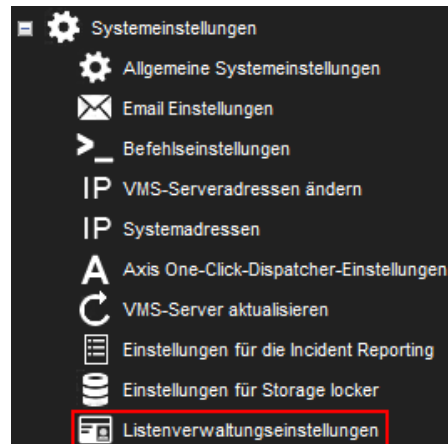 Systemeinstellungen
Allgemeine Systemeinstellungen
Email Einstellungen
Befehlseinstellungen
IP VMS-Serveradressen ändern
IP Systemadressen
A Axis One-Click-Dispatcher-Einstellungen
VMS-Server aktualisieren
Einstellungen für die Incident Reporting
Einstellungen für Storage locker
Listenverwaltungseinstellungen